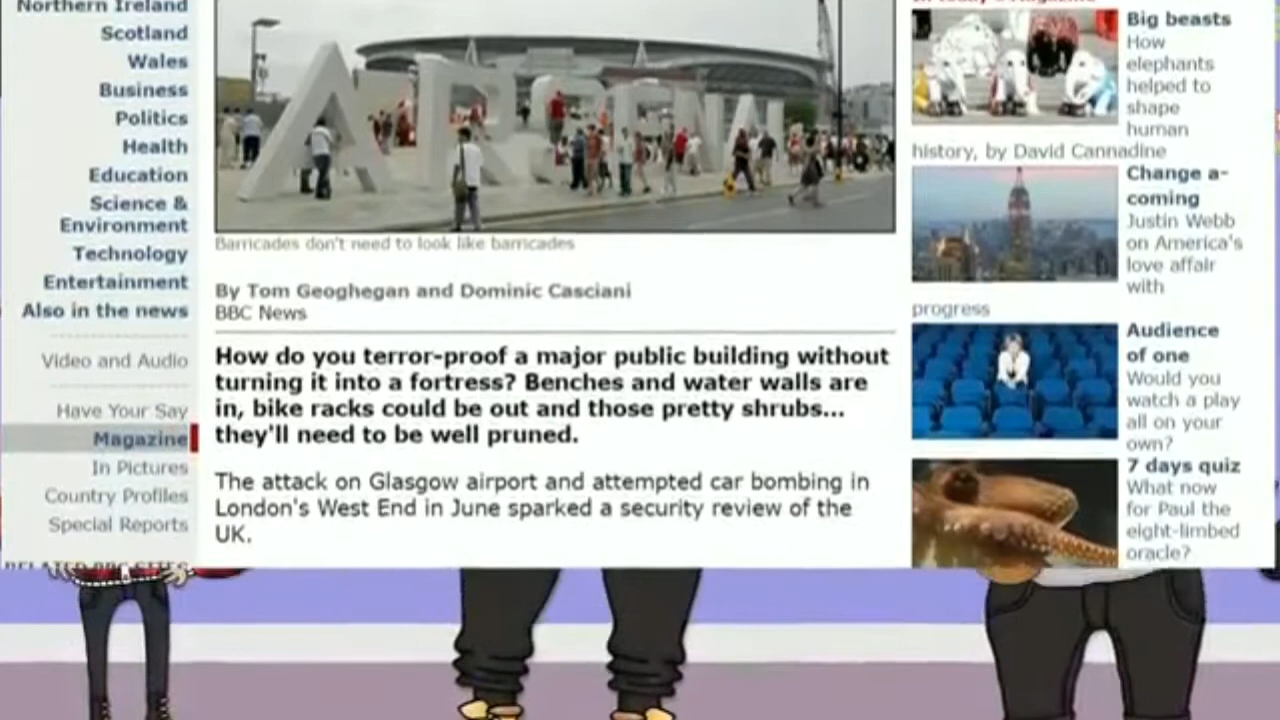 Northern Ireland
Scotland
Wales
Business
Politics
Health
Education
Science &
Environment
Technology
Entertainment
Also in the news
Video and Audio
Have Your Say
Magazine
In Pictures
Country Profiles
Special Reports
ARSENAL
Barricades don't need to look like barricades
By Tom Geoghegan and Dominic Casciani
BBC News
How do you terror-proof a major public building without
turning it into a fortress? Benches and water walls are
in, bike racks could be out and those pretty shrubs...
they'll need to be well pruned.
The attack on Glasgow airport and attempted car bombing in
London's West End in June sparked a security review of the
UK.
Big beasts
How
elephants
helped to
shape
human
history, by David Cannadine
Change a-
coming
Justin Webb
on America's
love affair
with
progress
Audience
of one
Would you
watch a play
all on your
own?
7 days quiz
What now
for Paul the
eight-limbed
oracle?